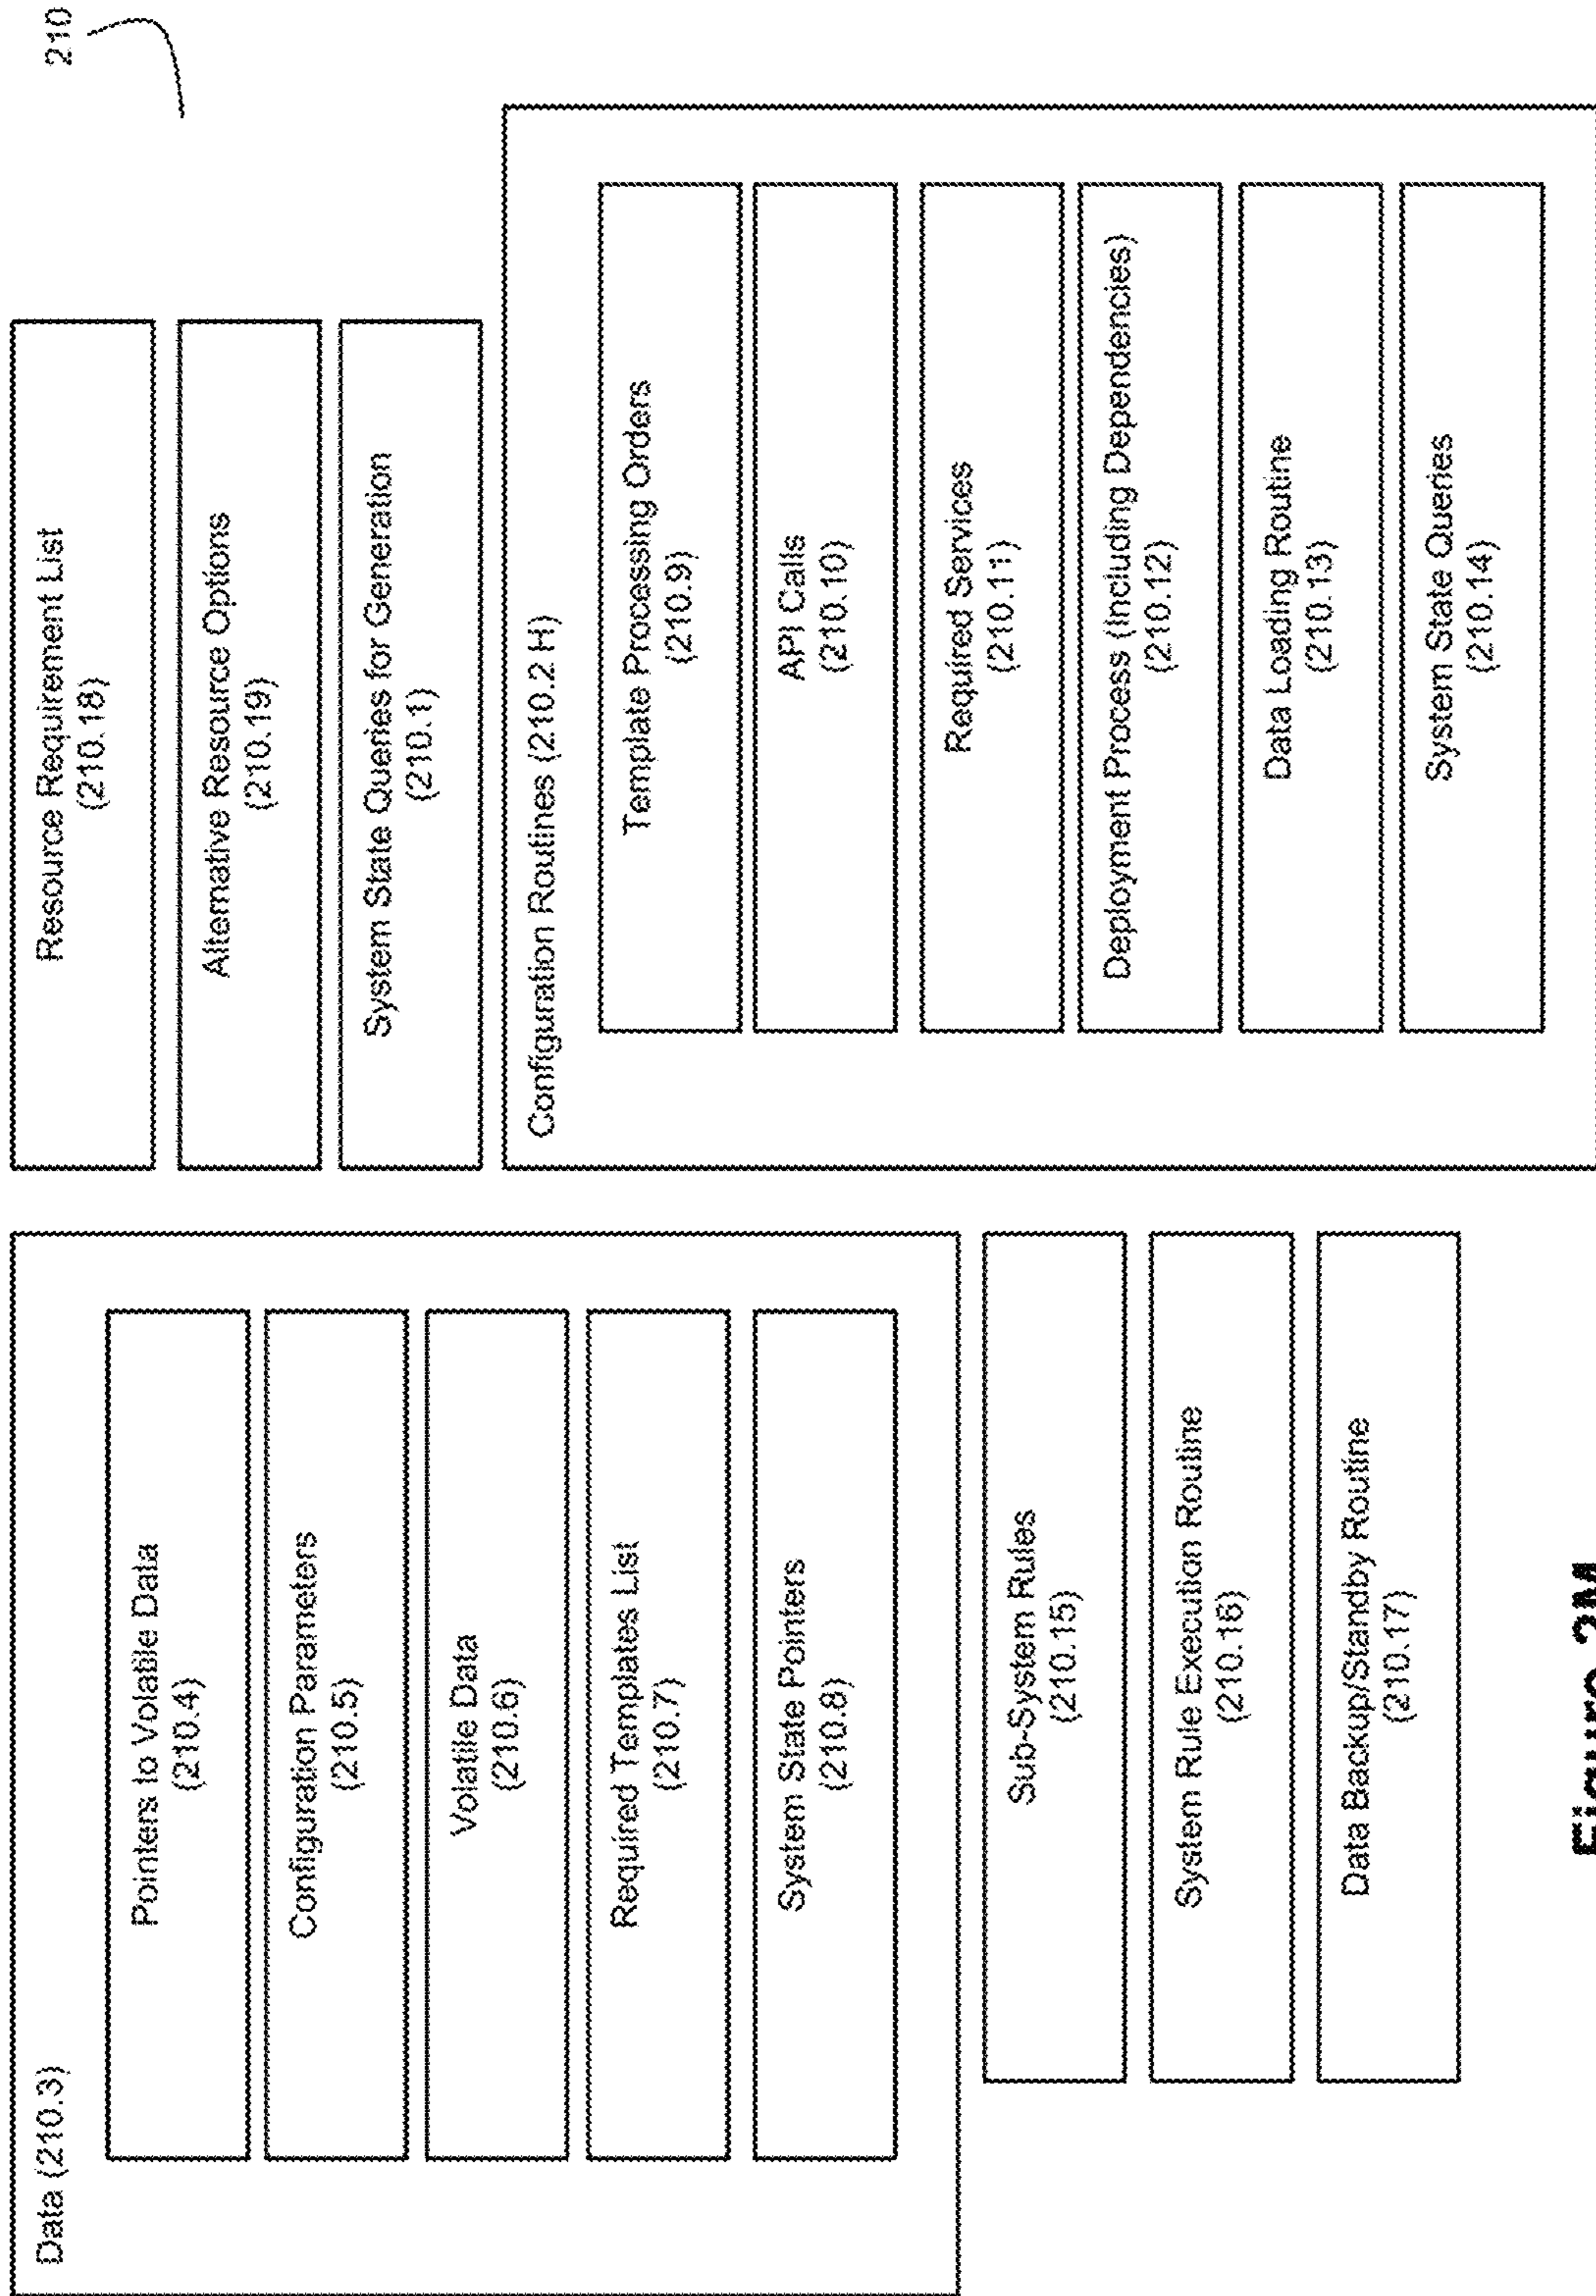 210
Data (210.3)
Pointers to Volatile Data
(210.4)
Configuration Parameters
(210.5)
Volatile Data
(210.6)
Required Templates List
(210.7)
System State Pointers
(210.8)
Sub-System Rules
(210.15)
System Rule Execution Routine
(210.16)
Data Backup/Standby Routine
(210.17)
Resource Requirement List
(210.18)
Alternative Resource Options
(210.19)
System State Queries for Generation
(210.1)
Configuration Routines (210.2 H)
Template Processing Orders
(210.9)
API Calls
(210.10)
Required Services
(210.11)
Deployment Process (Including Dependencies)
(210.12)
Data Loading Routine
(210.13)
System State Queries
(210.14)
Figure 2M